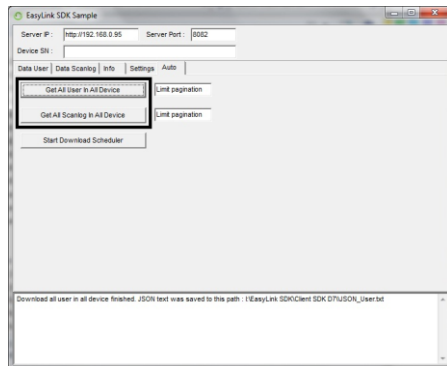 EasyLink SDK Sample
Server IP : http://192.168.0.95 Server Port : 8082
Device SN :
Data User Data Scanlog Info Settings Auto
Get All User In All Device Limit pagination
Get All Scanlog In All Device Limit pagination
Start Download Scheduler
Download all user in all device finished. JSON text was saved to this path : I:\EasyLink SDK\Client SDK D7\JSON_User.txt